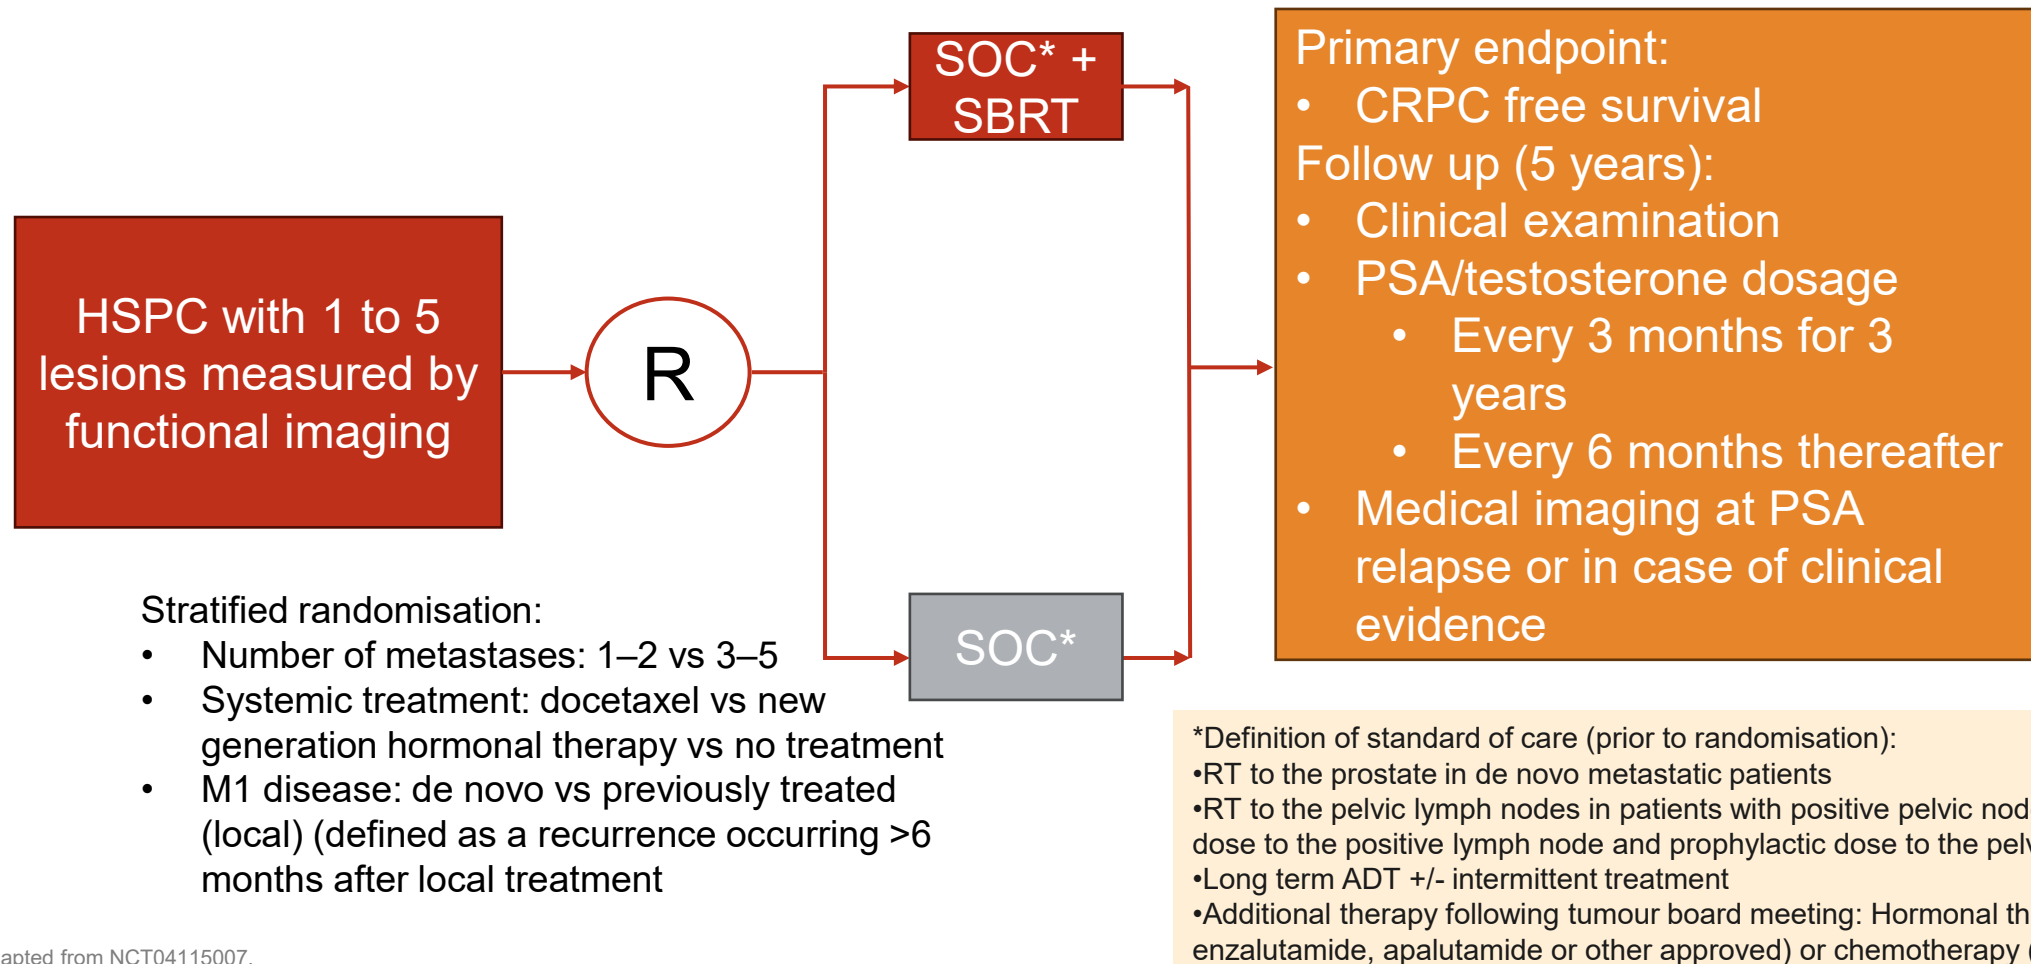 HSPC with 1 to 5
lesions measured by
functional imaging
R
SOC* +
SBRT
SOC*
Primary endpoint:
• CRPC free survival
Follow up (5 years):
• Clinical examination
• PSA/testosterone dosage
• Every 3 months for 3
years
• Every 6 months thereafter
• Medical imaging at PSA
relapse or in case of clinical
evidence
Stratified randomisation:
• Number of metastases: 1–2 vs 3–5
• Systemic treatment: docetaxel vs new
generation hormonal therapy vs no treatment
• M1 disease: de novo vs previously treated
(local) (defined as a recurrence occurring >6
months after local treatment
*Definition of standard of care (prior to randomisation):
•RT to the prostate in de novo metastatic patients
•RT to the pelvic lymph nodes in patients with positive pelvic
dose to the positive lymph node and prophylactic dose to the
•Long term ADT +/- intermittent treatment
•Additional therapy following tumour board meeting: Hormonal
enzalutamide, apalutamide or other approved) or chemotherapy (
from NCT04115007.